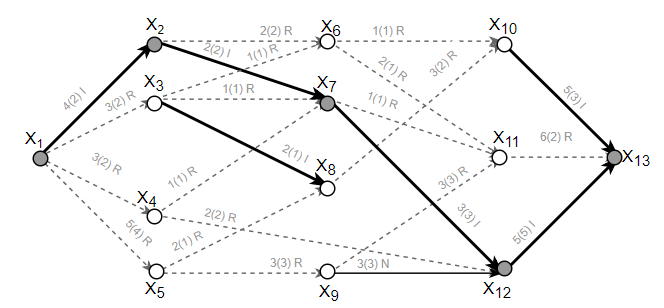 X2
2(2) R
X6
1(1) R
X10
2(2) I
1(1) R
4(2) I
2(1) R
3(2) R
X3
3(2) R
1(1) R
X7
1(1) R
5(3) I
X1
X11
6(2) R
X13
3(2) R
1(1) R
2(1) I
X8
3(3) R
X4
2(2) R
3(3) I
5(4) R
2(1) R
5(5) I
X5
3(3) R
X9
3(3) N
X12